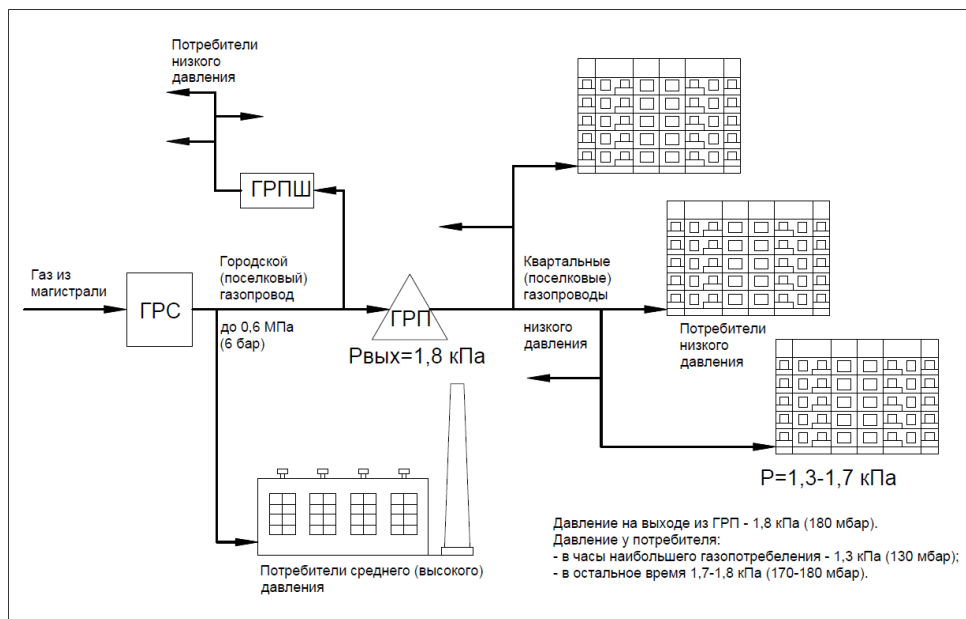 Потребители
низкого
давления
ГРПШ
Газ из
магистрали
ГРС
Городской
(поселковый)
газопровод
до 0,6 МПа
(6 бар)
ГРП
Рвых=1,8 кПа
Квартальные
(поселковые)
газопроводы
низкого
давления
Потребители
низкого
давления
Р=1,3-1,7 кПа
Потребители среднего (высокого)
давления
Давление на выходе из ГРП - 1,8 кПа (180 мбар).
Давление у потребителя:
- в часы наибольшего газопотребеления - 1,3 кПа (130 мбар);
- в остальное время 1,7-1,8 кПа (170-180 мбар).